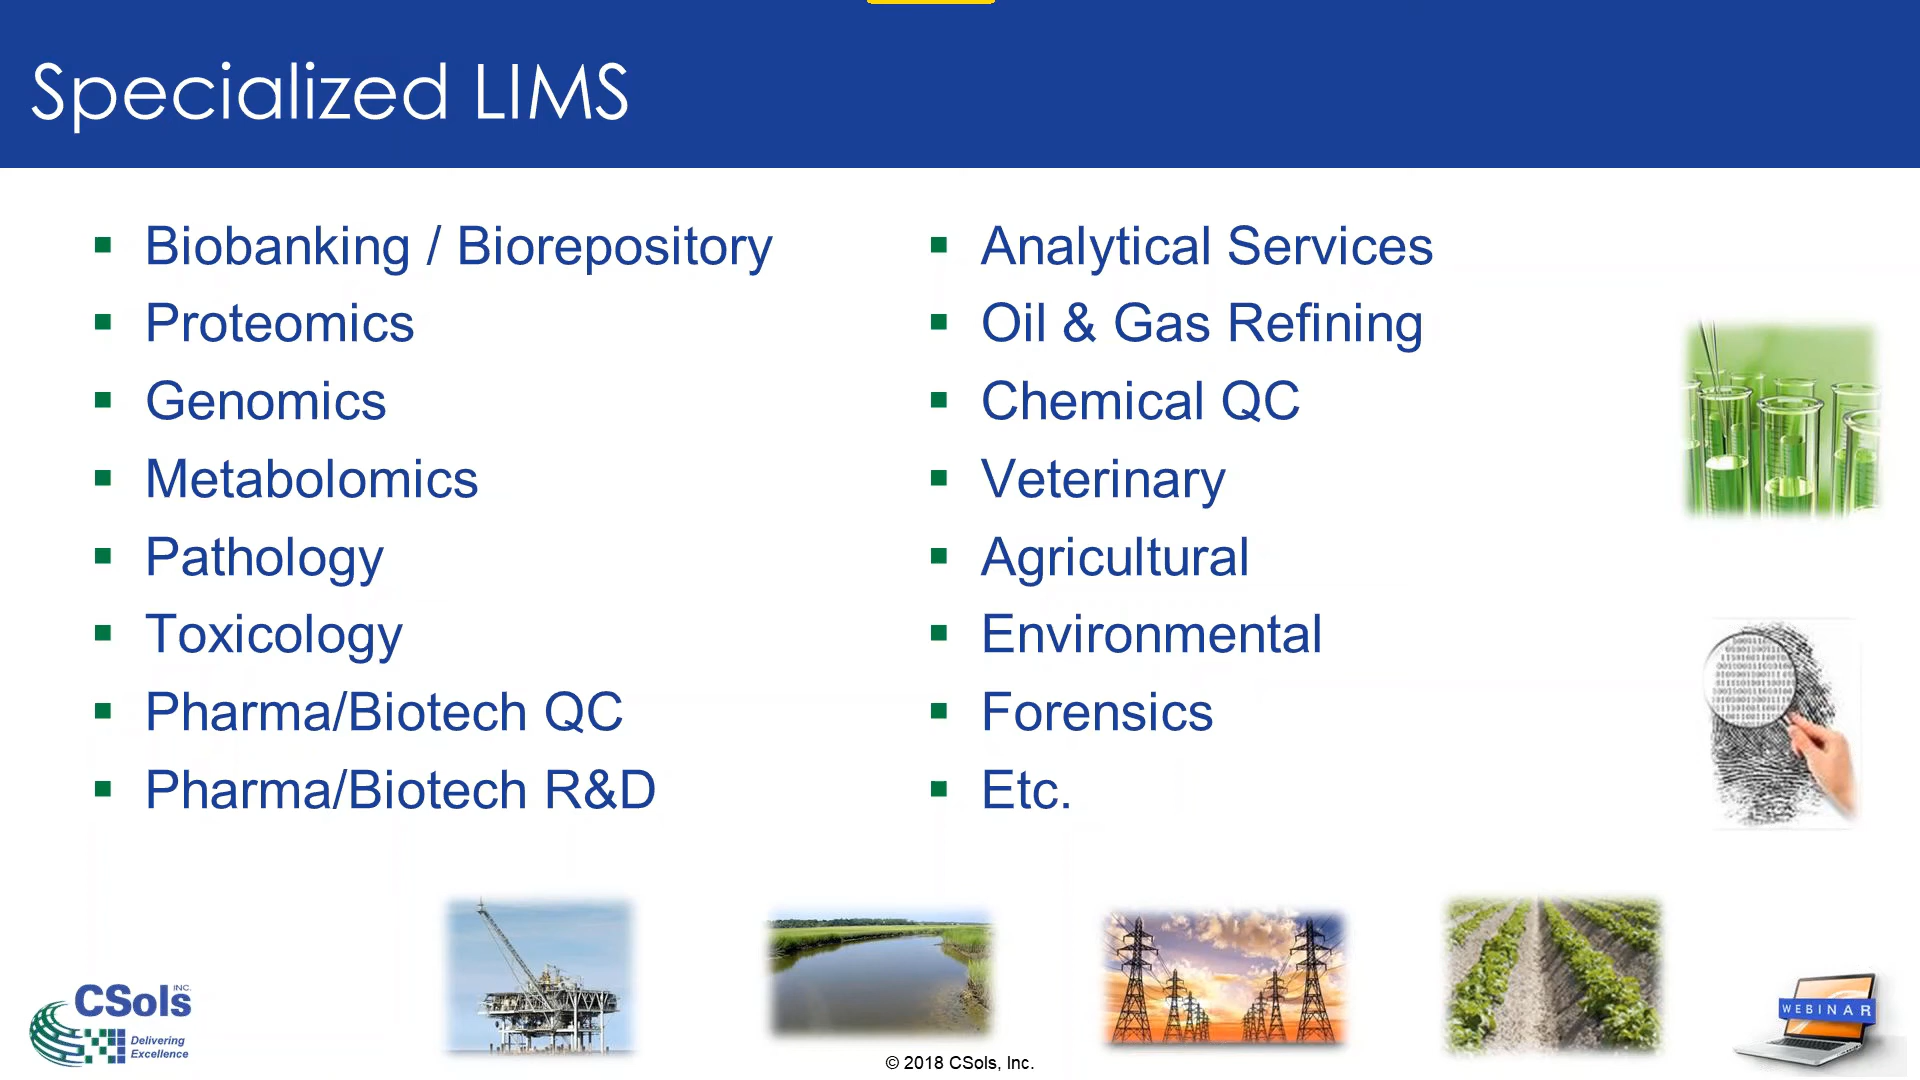 Specialized LIMS
Biobanking / Biorepository
Proteomics
Genomics
Metabolomics
Pathology
Toxicology
Pharma/Biotech QC
Pharma/Biotech R&D
Analytical Services
Oil & Gas Refining
Chemical QC
Veterinary
Agricultural
Environmental
Forensics
Etc.
CSols INC.
Delivering
Excellence
© 2018 CSols, Inc.
WEBINAR